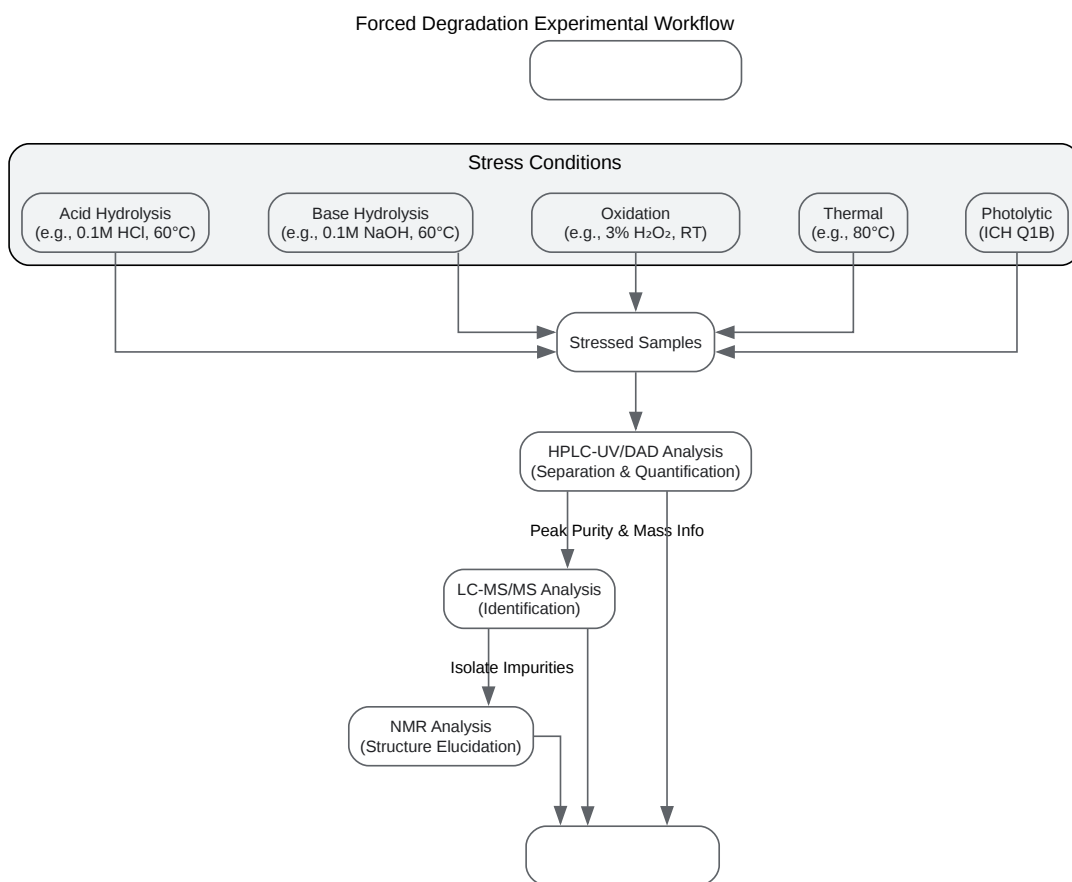 Forced Degradation Experimental Workflow
Stress Conditions
Acid Hydrolysis
(e.g., 0.1M HCl, 60°C)
Base Hydrolysis
(e.g., 0.1M NaOH, 60°C)
Oxidation
(e.g., 3% H₂O₂, RT)
Thermal
(e.g., 80°C)
Photolytic
(ICH Q1B)
Stressed Samples
HPLC-UV/DAD Analysis
(Separation & Quantification)
Peak Purity & Mass Info
LC-MS/MS Analysis
(Identification)
Isolate Impurities
NMR Analysis
(Structure Elucidation)